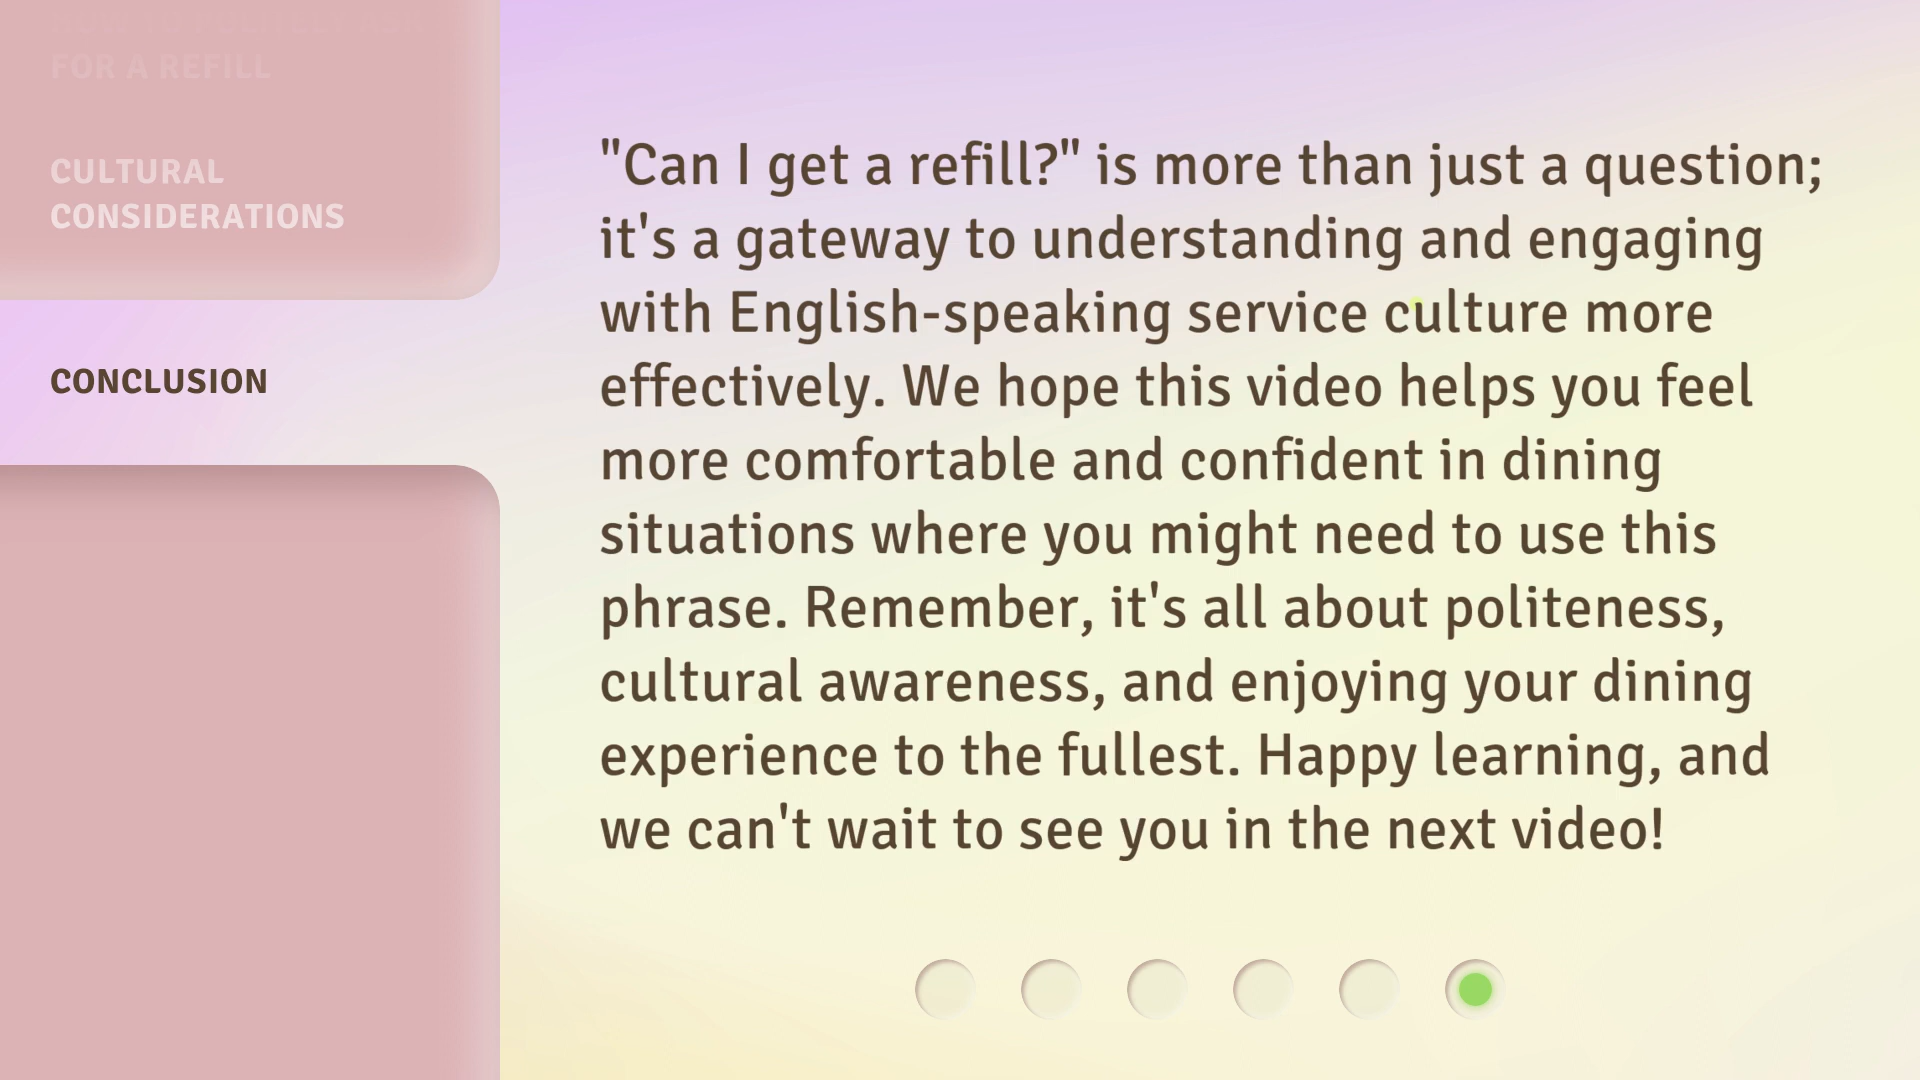 HOW TO POLITELY ASK
FOR A REFILL
CULTURAL
CONSIDERATIONS
CONCLUSION
"Can I get a refill?" is more than just a question;
it's a gateway to understanding and engaging
with English-speaking service culture more
effectively. We hope this video helps you feel
more comfortable and confident in dining
situations where you might need to use this
phrase. Remember, it's all about politeness,
cultural awareness, and enjoying your dining
experience to the fullest. Happy learning, and
we can't wait to see you in the next video!